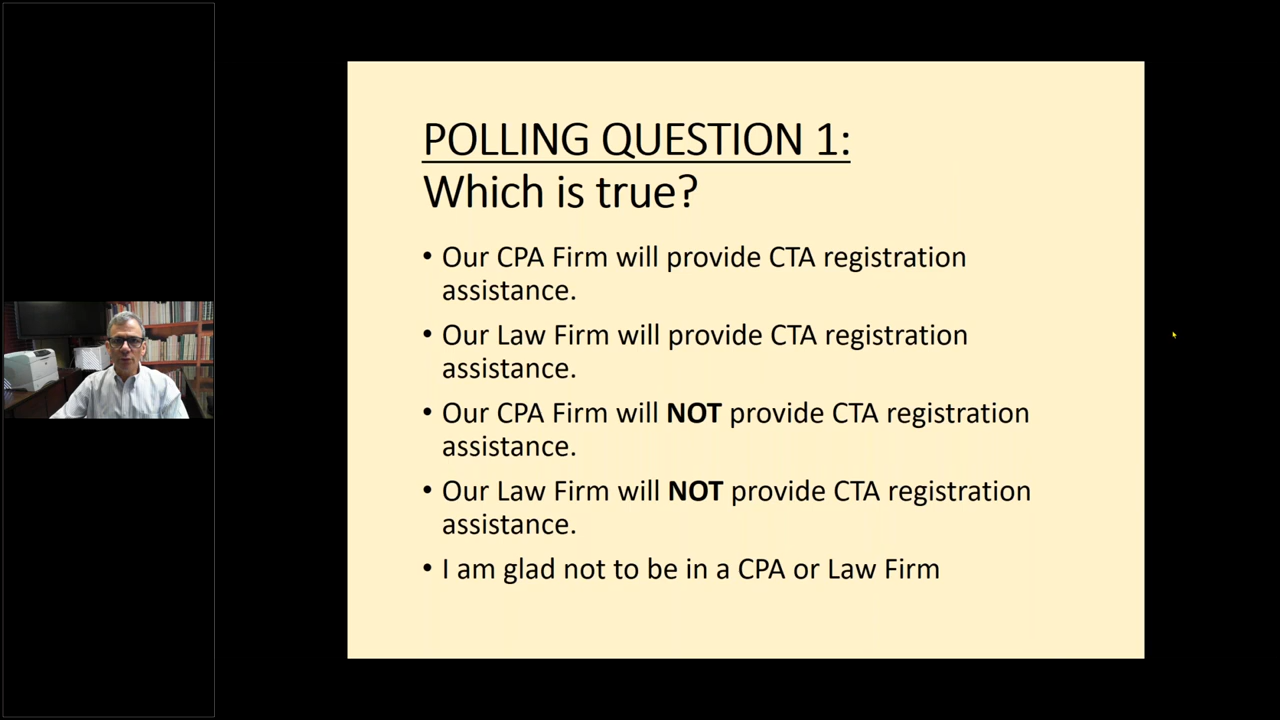 POLLING QUESTION 1:
Which is true?
• Our CPA Firm will provide CTA registration
assistance.
• Our Law Firm will provide CTA registration
assistance.
• Our CPA Firm will NOT provide CTA registration
assistance.
• Our Law Firm will NOT provide CTA registration
assistance.
• I am glad not to be in a CPA or Law Firm